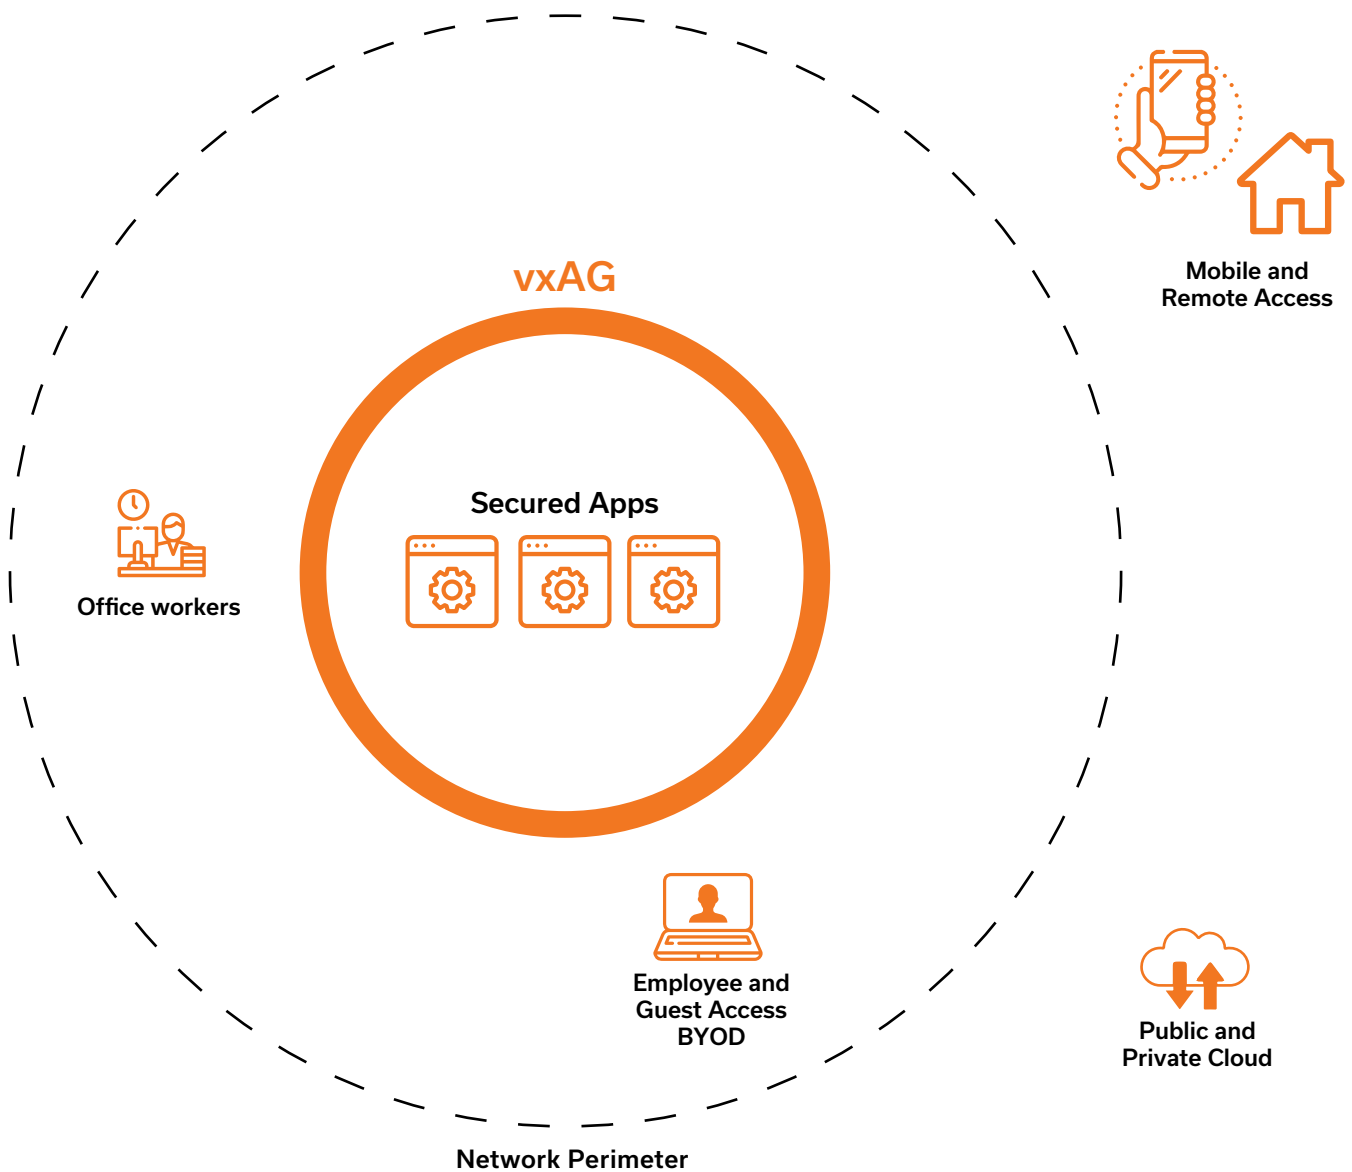 Mobile and
Remote Access
vxAG
Secured Apps
Office workers
Employee and
Guest Access
BYOD
Public and
Private Cloud
Network Perimeter